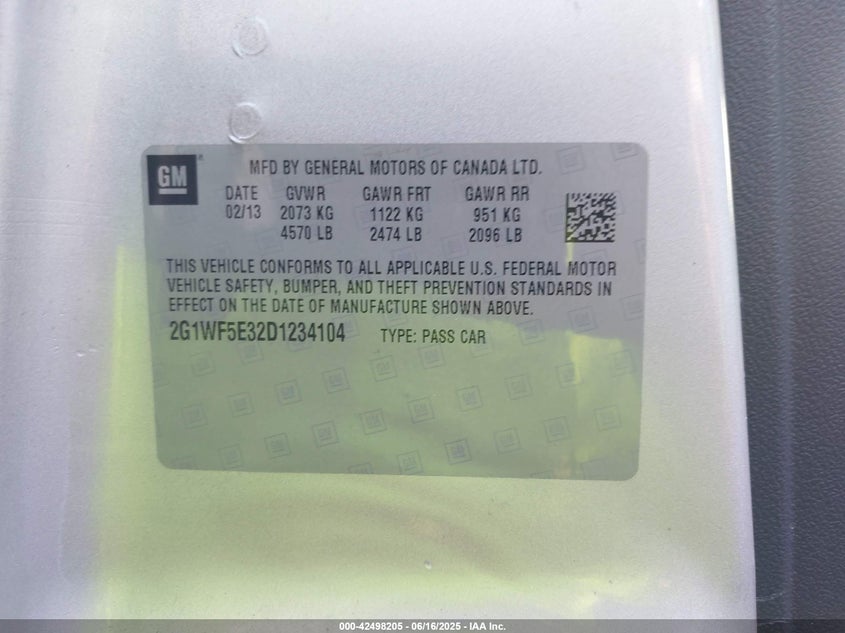 GM
MFD BY GENERAL MOTORS OF CANADA LTD.
DATE GVWR GAWR FRT GAWR RR
02/13 2073 KG 1122 KG 951 KG
4570 LB 2474 LB 2096 LB
THIS VEHICLE CONFORMS TO ALL APPLICABLE U.S. FEDERAL MOTOR
VEHICLE SAFETY, BUMPER, AND THEFT PREVENTION STANDARDS IN
EFFECT ON THE DATE OF MANUFACTURE SHOWN ABOVE.
2G1WF5E32D1234104 TYPE: PASS CAR
000-42498205 - 06/16/2025 - IAA Inc.